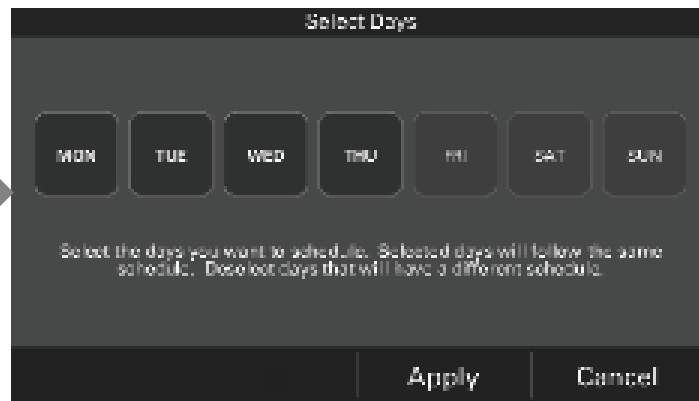 Select Days
MON TUE WED THU FRI SAT SUN
Select the days you want to schedule. Selected days will follow the same
schedule. Deselect days that will have a different schedule.
Apply Cancel